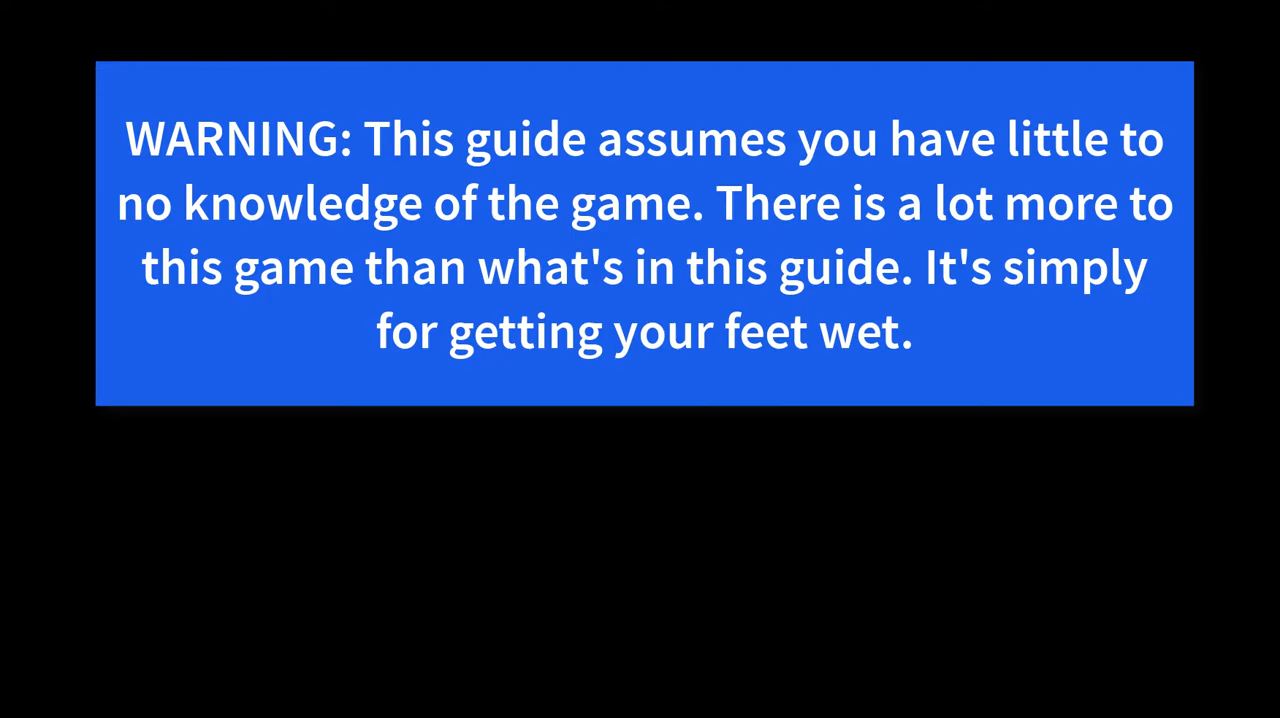 WARNING: This guide assumes you have little to
no knowledge of the game. There is a lot more to
this game than what's in this guide. It's simply
for getting your feet wet.